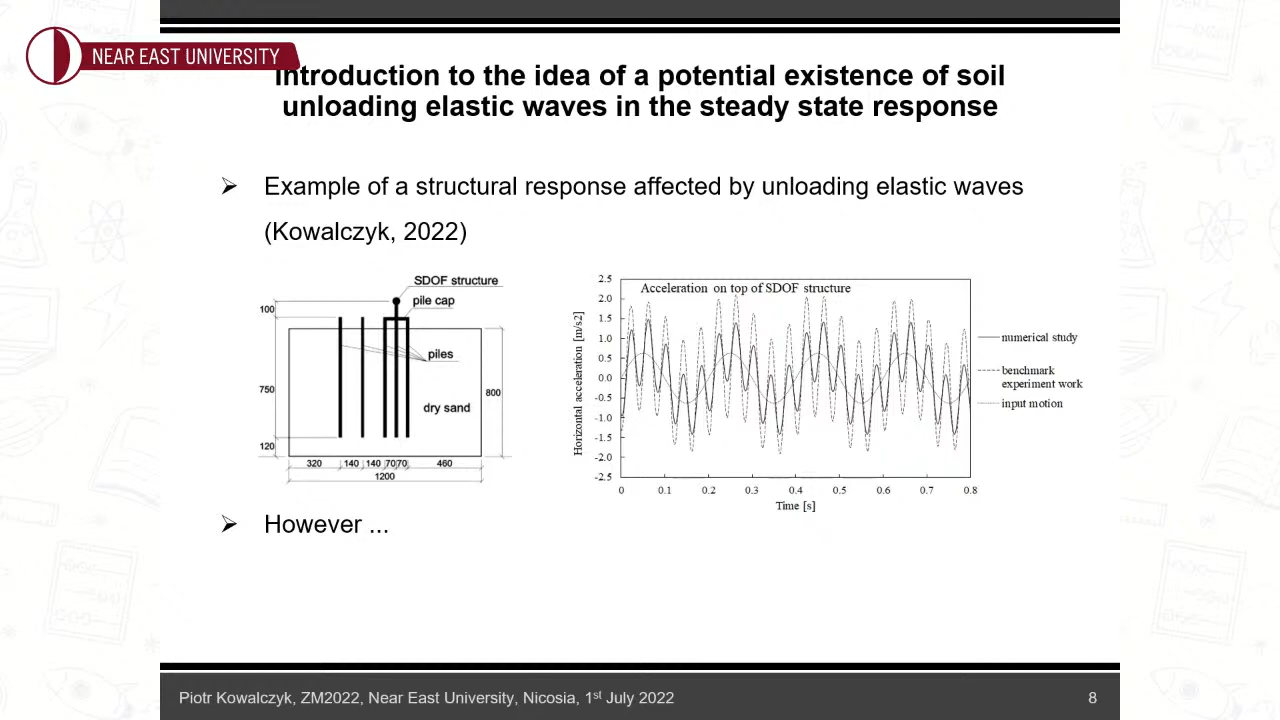 NEAR EAST UNIVERSITY
Introduction to the idea of a potential existence of soil
unloading elastic waves in the steady state response
➢ Example of a structural response affected by unloading elastic waves
(Kowalczyk, 2022)
SDOF structure
pile cap
piles
dry sand
100
750
120
800
320 140 140 70 70 460
1200
Acceleration on top of SDOF structure
Horizontal acceleration [m/s2]
2.5
2.0
1.5
1.0
0.5
0.0
-0.5
-1.0
-1.5
-2.0
-2.5
0 0.1 0.2 0.3 0.4 0.5 0.6 0.7 0.8
Time [s]
numerical study
benchmark
experiment work
input motion
➢ However ...
Piotr Kowalczyk, ZM2022, Near East University, Nicosia, 1st July 2022
8